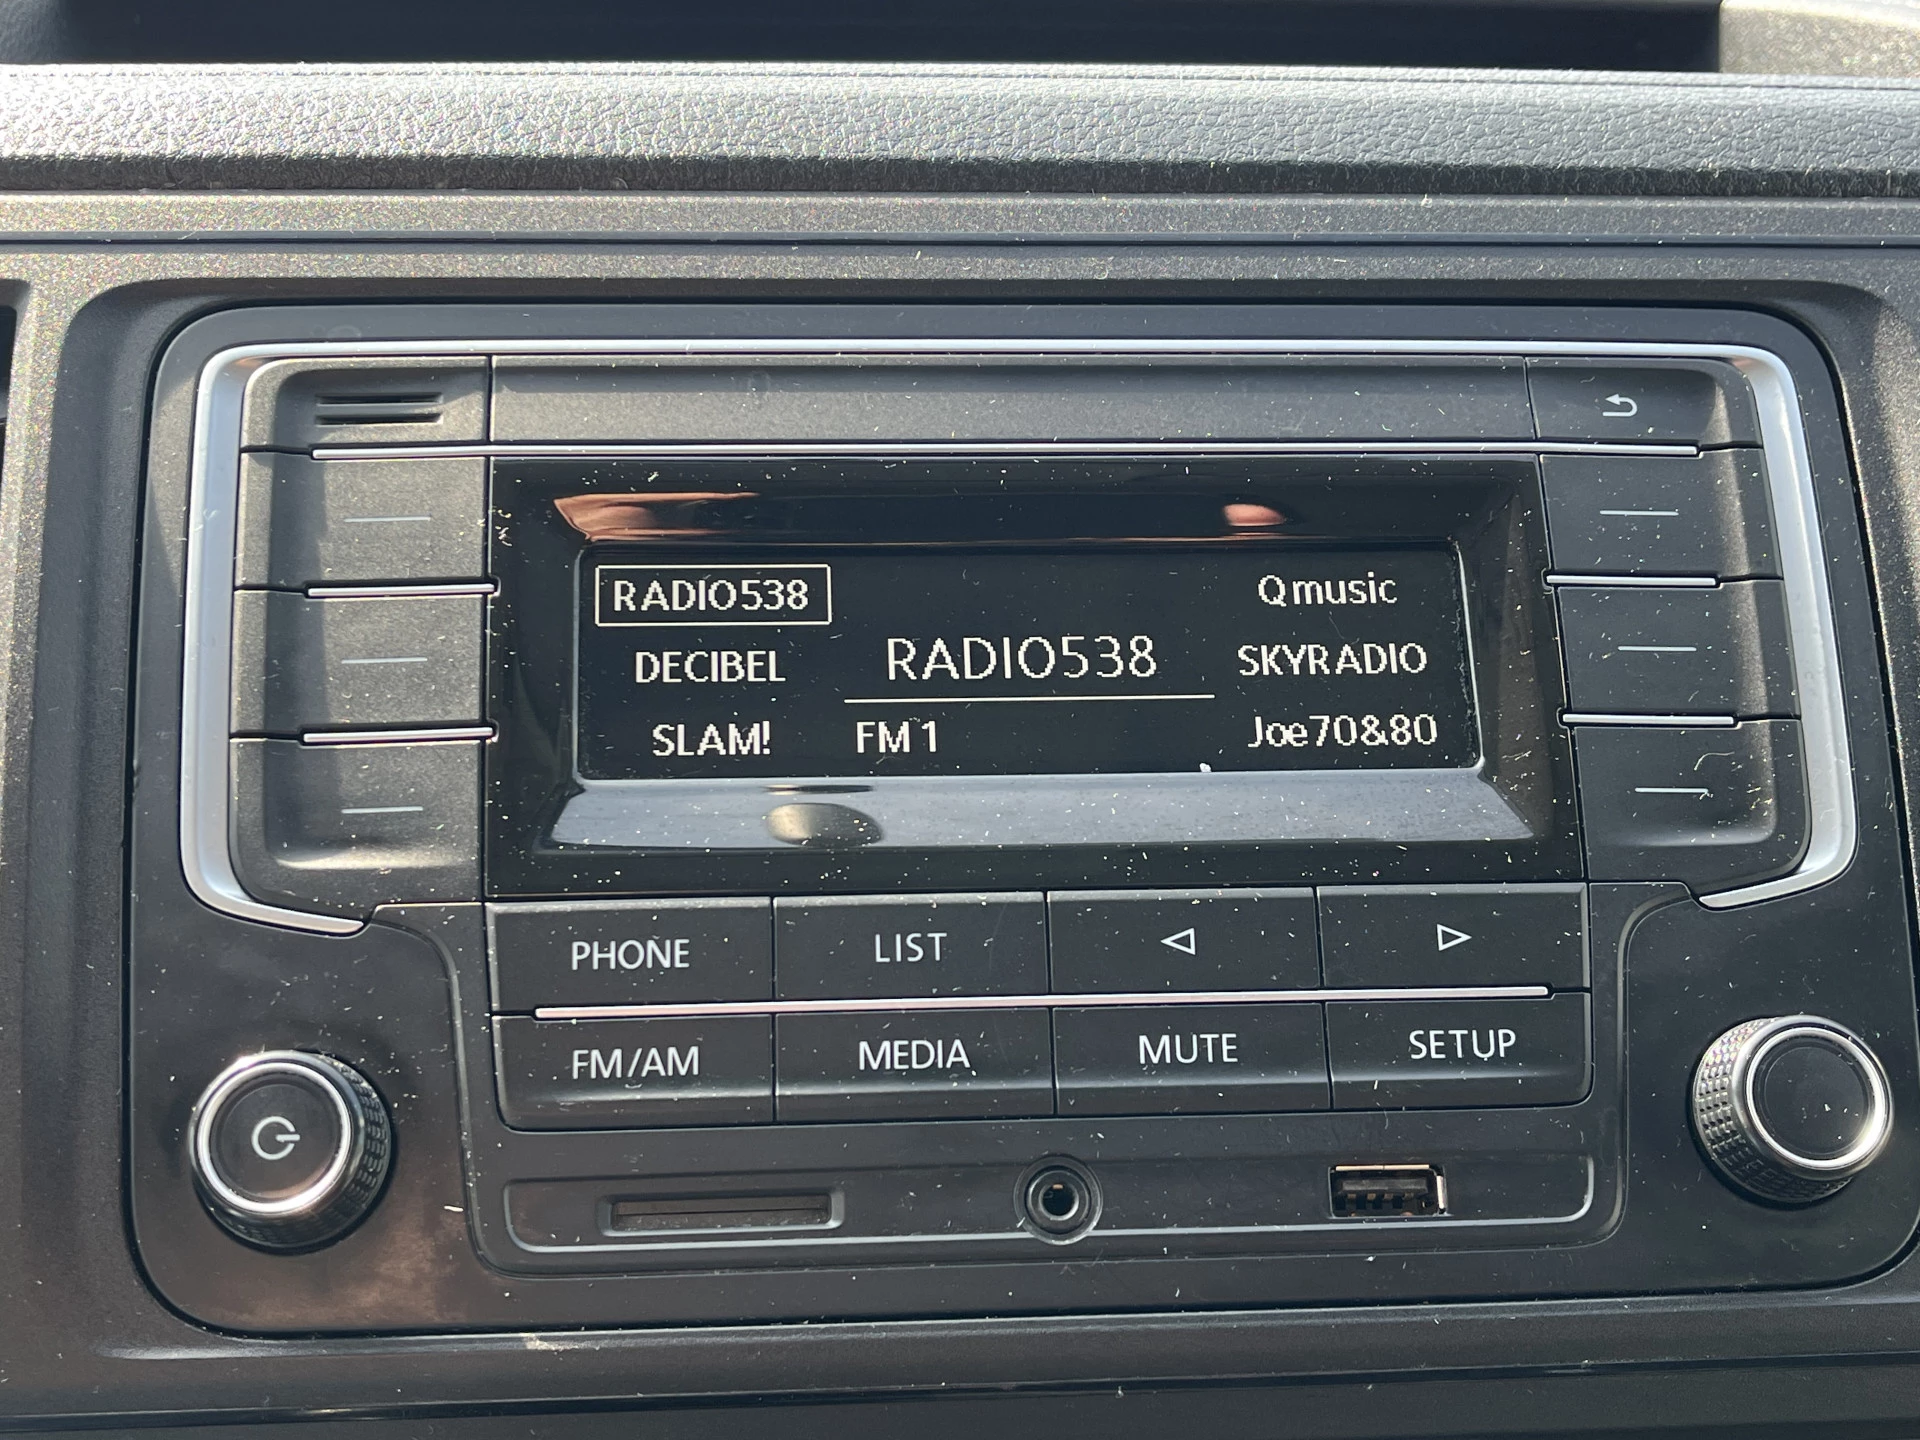 RADIO538
Qmusic
DECIBEL
RADIO538
SKYRADIO
SLAM!
FM1
Joe70&80
PHONE
LIST
FM/AM
MEDIA
MUTE
SETUP